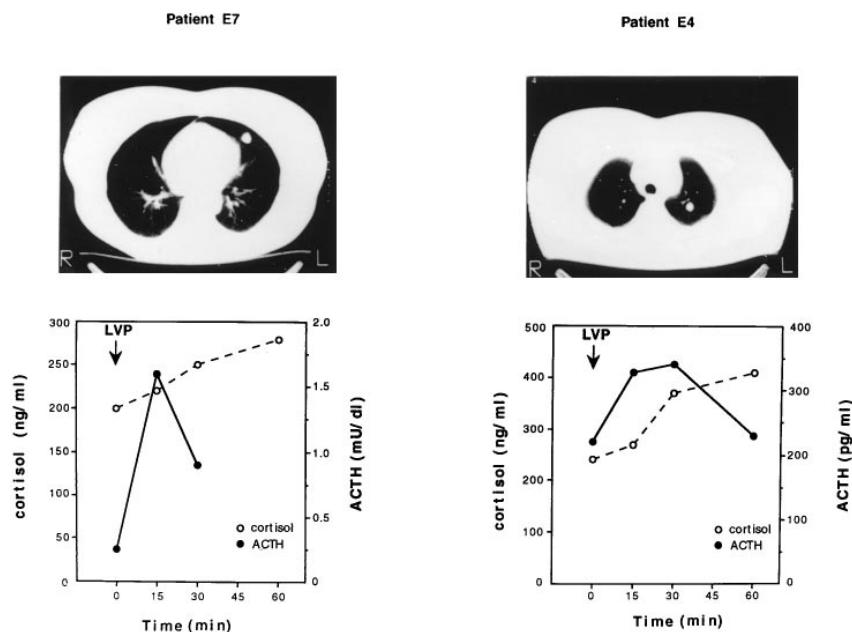 Patient E7
Patient E4
R
L
4
R
L
LVP
cortisol (ng/ml)
300
250
200
150
100
50
0
2.0
1.5
1.0
0.5
0.25
0
ACTH (mU/dl)
cortisol
ACTH
0 15 30 45 60
Time (min)
LVP
cortisol (ng/ml)
500
400
300
200
100
0
400
300
200
100
0
ACTH (pg/ml)
cortisol
ACTH
0 15 30 45 60
Time (min)